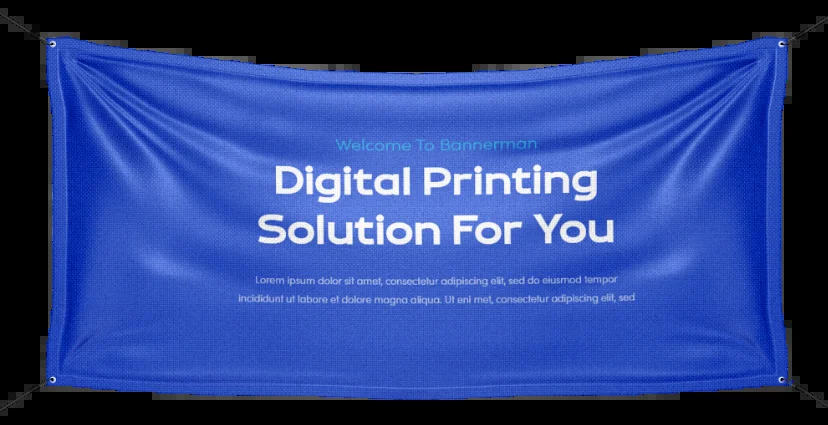 Welcome To Bannerman
Digital Printing
Solution For You
Lorem ipsum dolor sit amet, consectetur adipiscing elit, sed do eiusmod tempor
incididunt ut labore et dolore magna aliqua. Ut eni met, consectetur adipiscing elit, sed